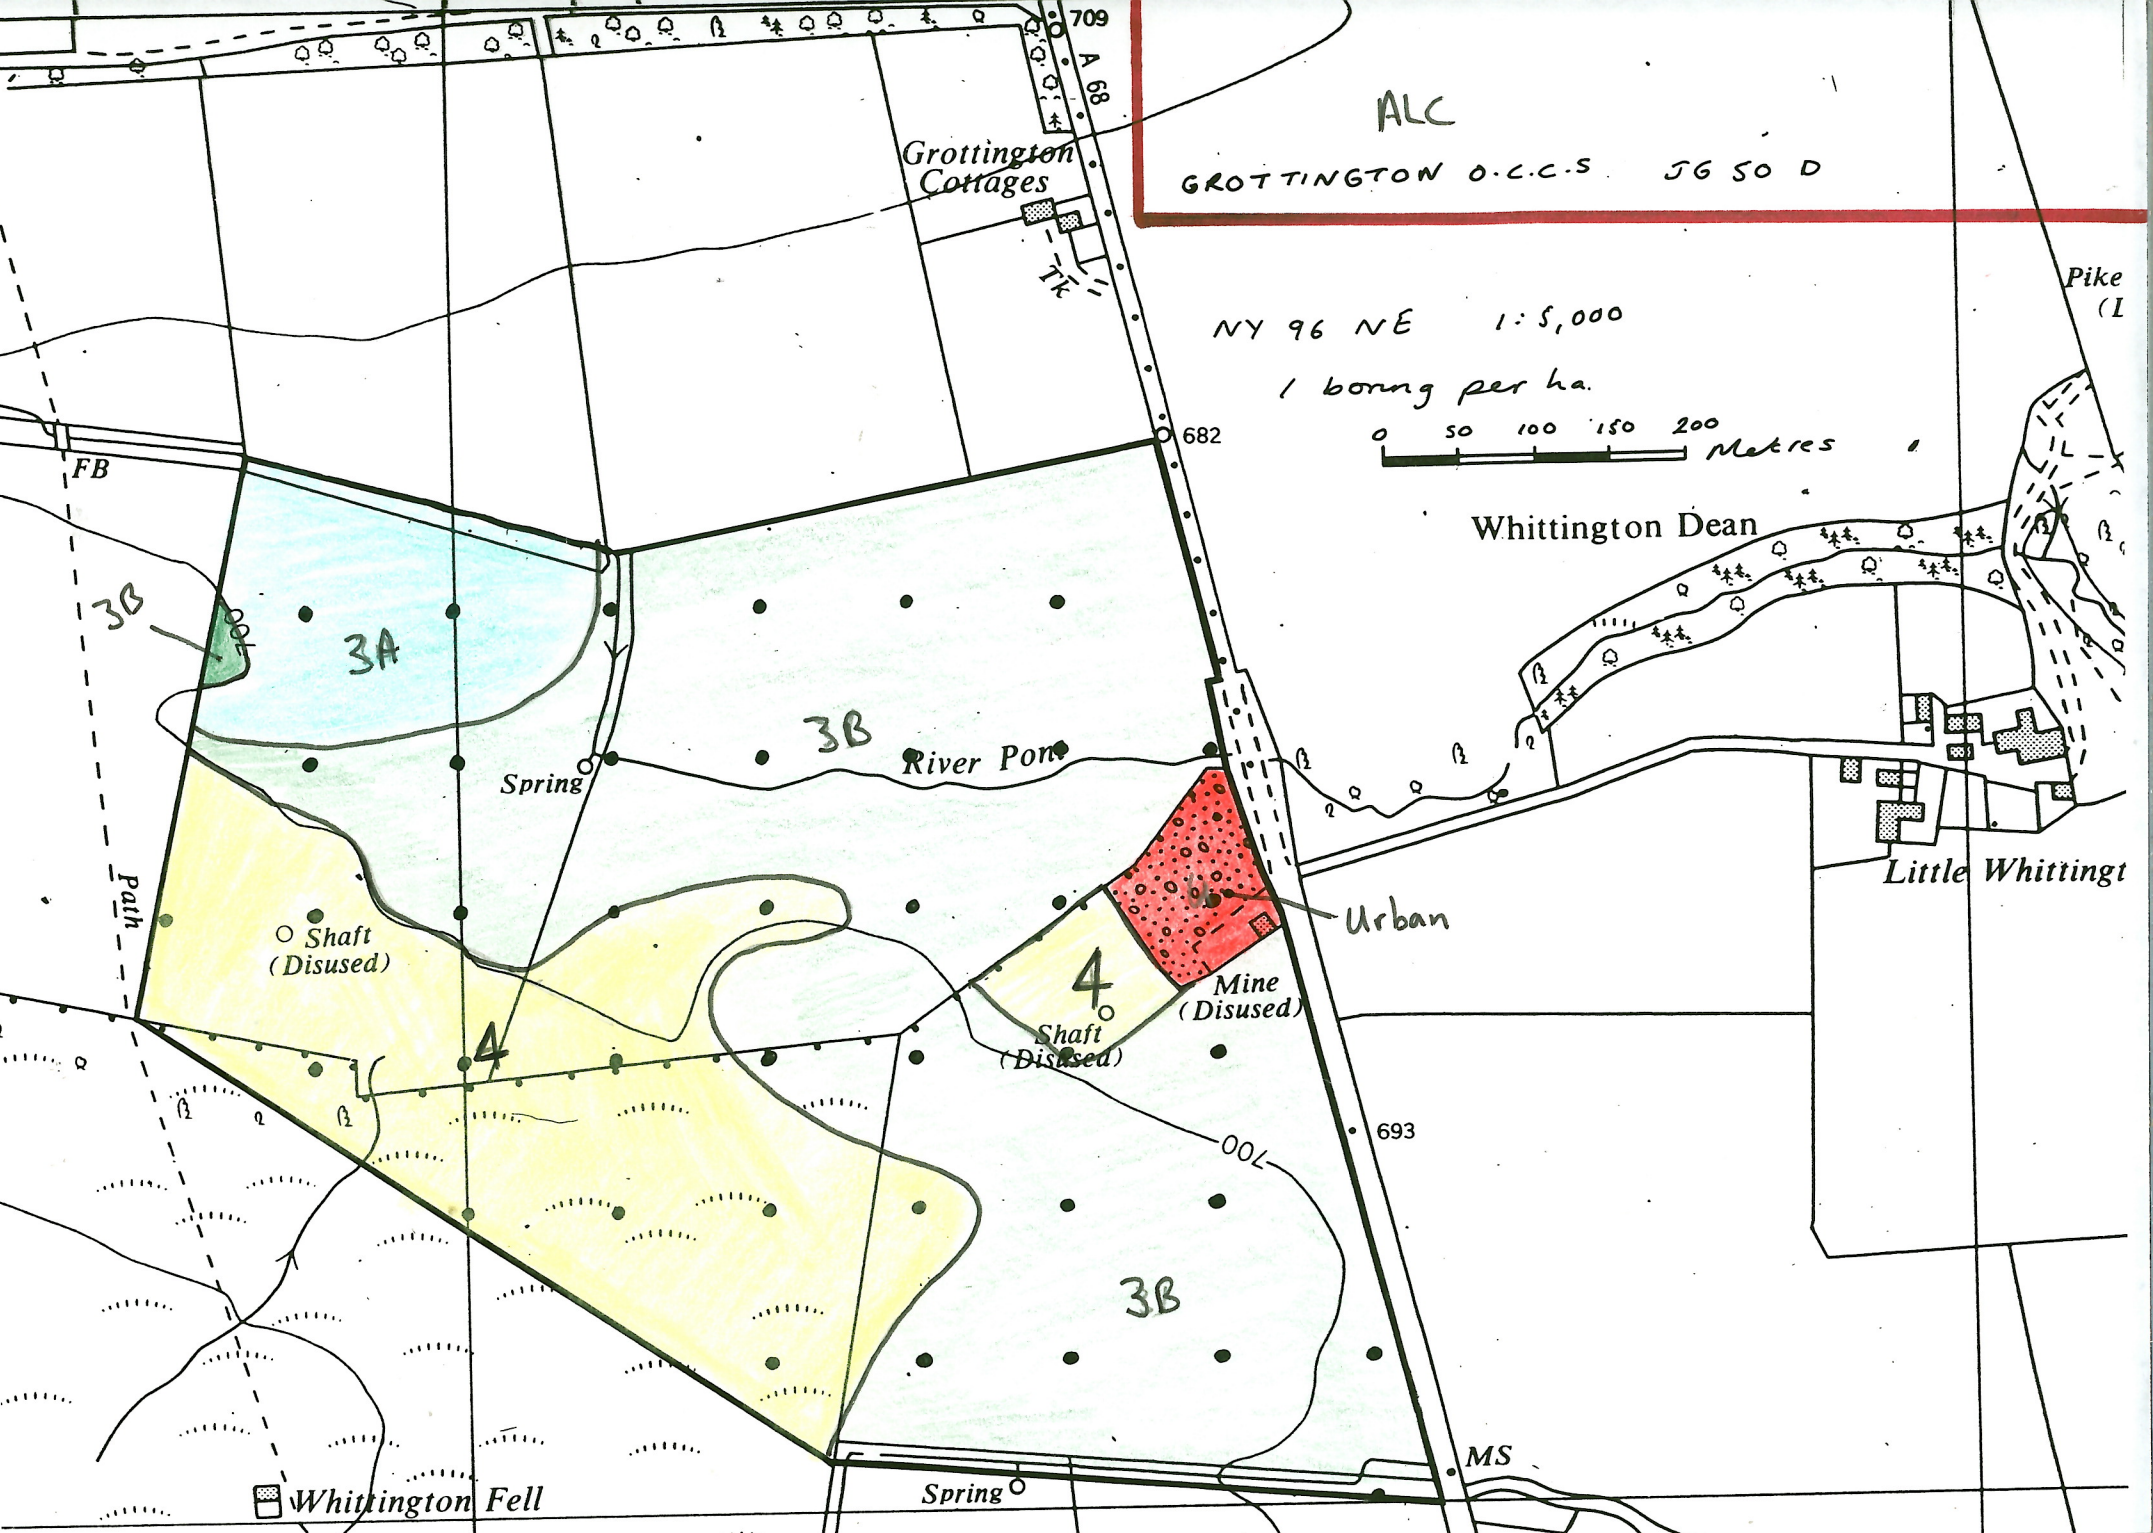 709
A 68
ALC
GROTTINGTON O.C.C.S JG 50 D
Grottington
Cottages
Tk
Pike
(L
NY 96 NE 1:5,000
1 boring per ha.
0 50 100 150 200
Metres
682
FB
Whittington Dean
3B
700
3A
3B
River Pont
Spring
Path
Little Whittingt
U
Urban
Shaft
(Disused)
4
Mine
(Disused)
Shaft
(Disused)
4
693
700
3B
MS
Spring
Whittington Fell